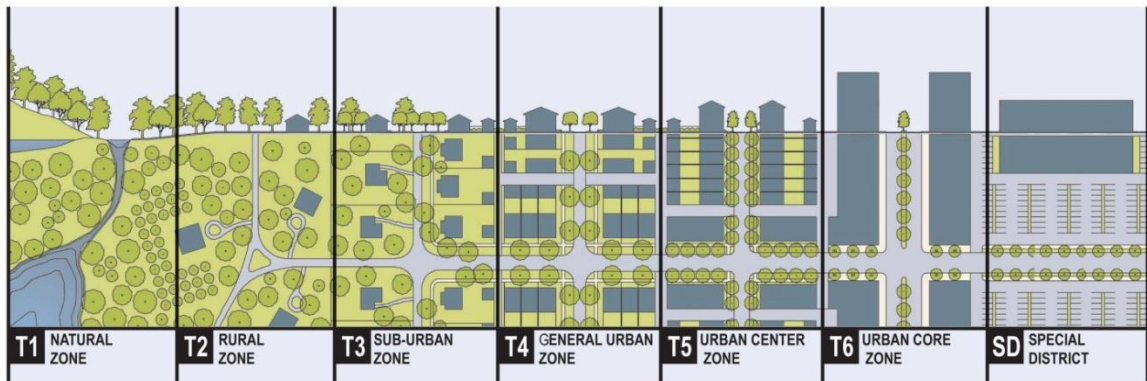 T1 NATURAL
ZONE
T2 RURAL
ZONE
T3 SUB-URBAN
ZONE
T4 GENERAL URBAN
ZONE
T5 URBAN CENTER
ZONE
T6 URBAN CORE
ZONE
SD SPECIAL
DISTRICT